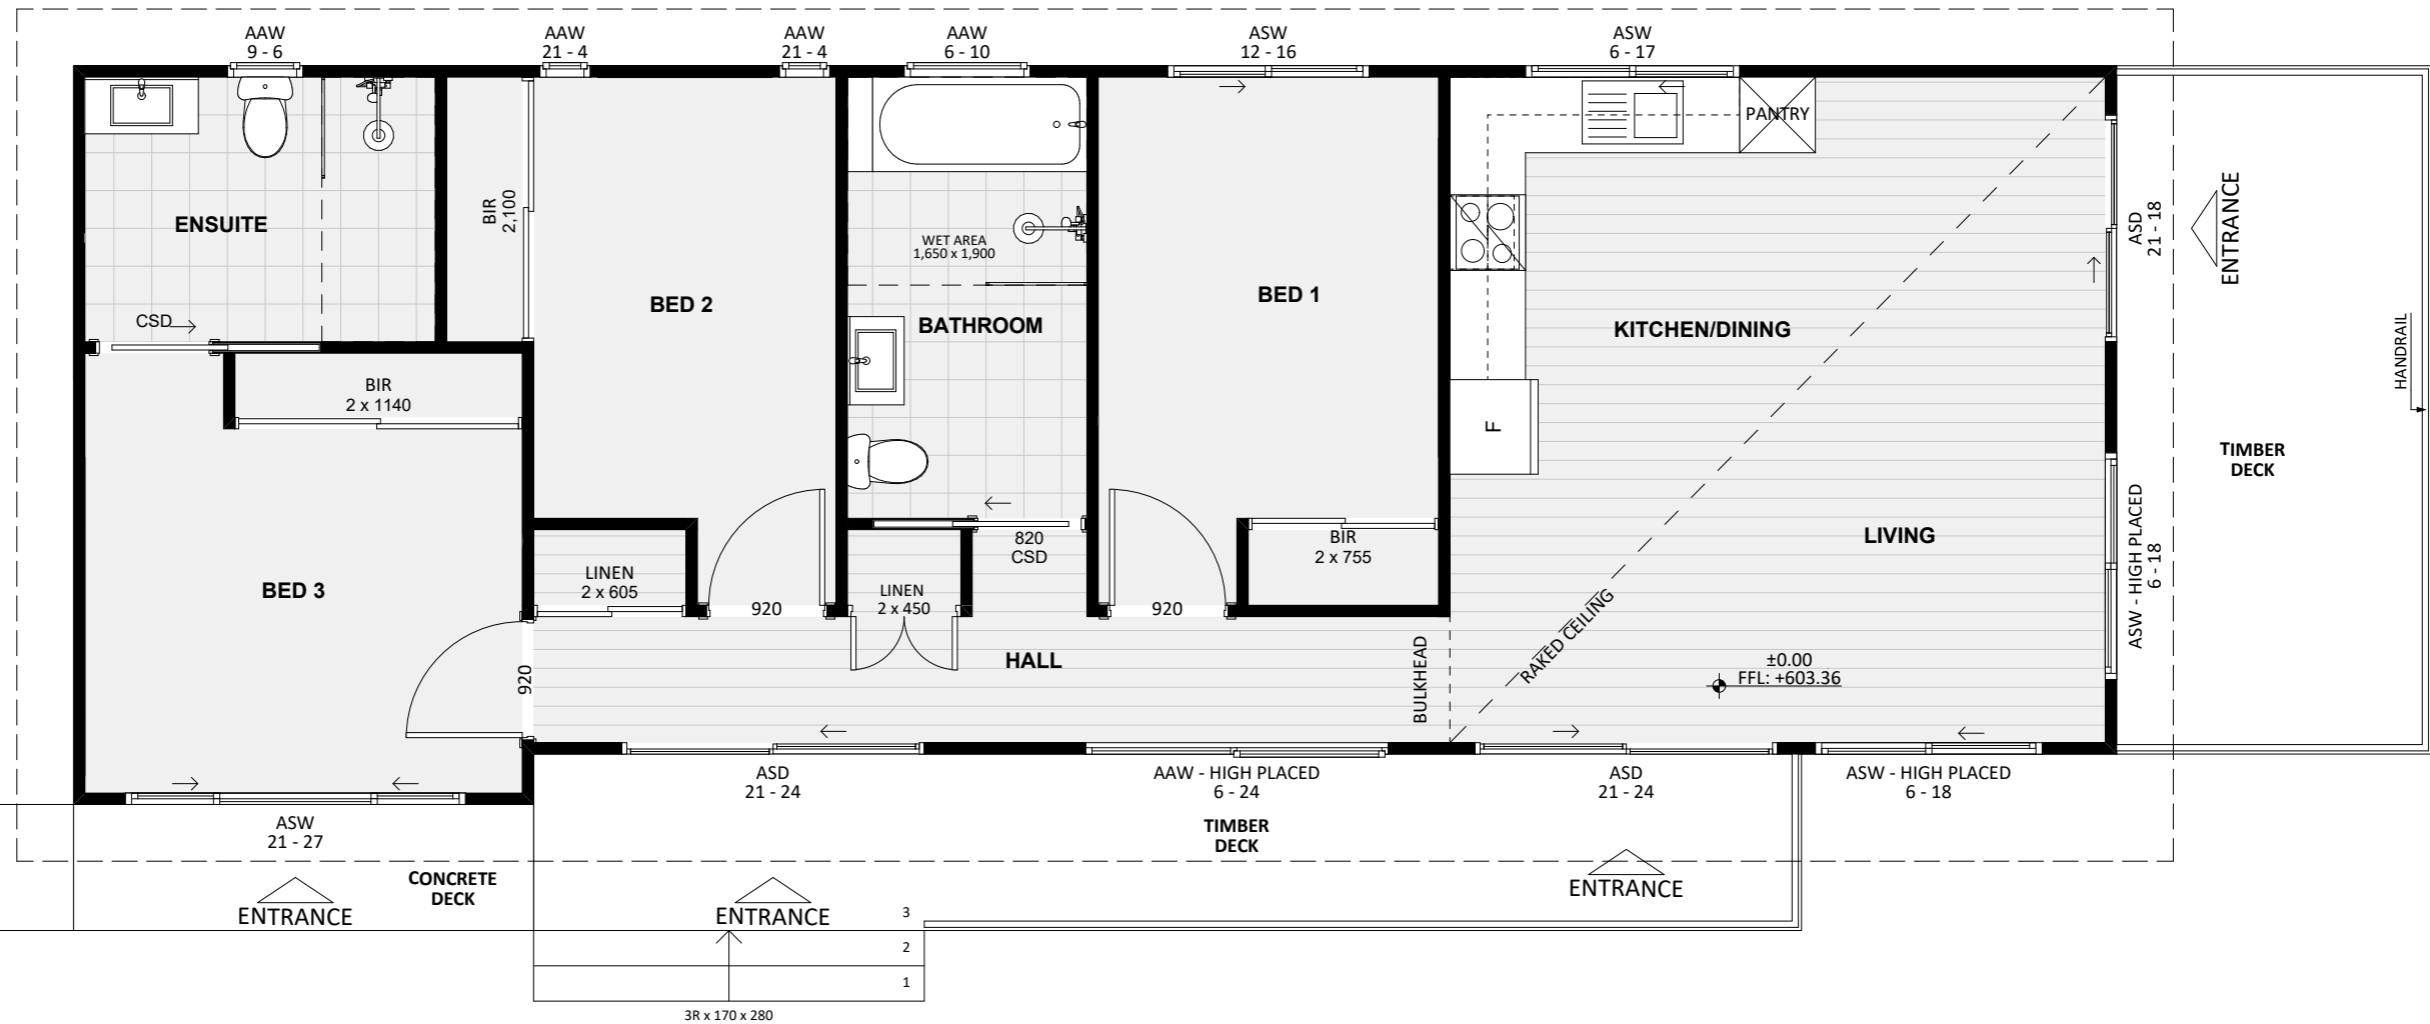 AAW
9 - 6
AAW
21 - 4
AAW
21 - 4
AAW
6 - 10
ASW
12 - 16
ASW
6 - 17
PANTRY
ENSUITE
CSD
BIR
2,100
BED 2
WET AREA
1,650 x 1,900
BATHROOM
BED 1
KITCHEN/DINING
ASD
21 - 18
ENTRANCE
HANDRAIL
BIR
2 x 1140
F
TIMBER
DECK
BED 3
LINEN
2 x 605
920
LINEN
2 x 450
820
CSD
920
BIR
2 x 755
LIVING
ASW - HIGH PLACED
6 - 18
920
HALL
BULKHEAD
RAKED CEILING
±0.00
FFL: +603.36
ASW
21 - 27
ASD
21 - 24
AAW - HIGH PLACED
6 - 24
ASD
21 - 24
ASW - HIGH PLACED
6 - 18
TIMBER
DECK
CONCRETE
DECK
ENTRANCE
ENTRANCE
ENTRANCE
3
2
1
3R x 170 x 280